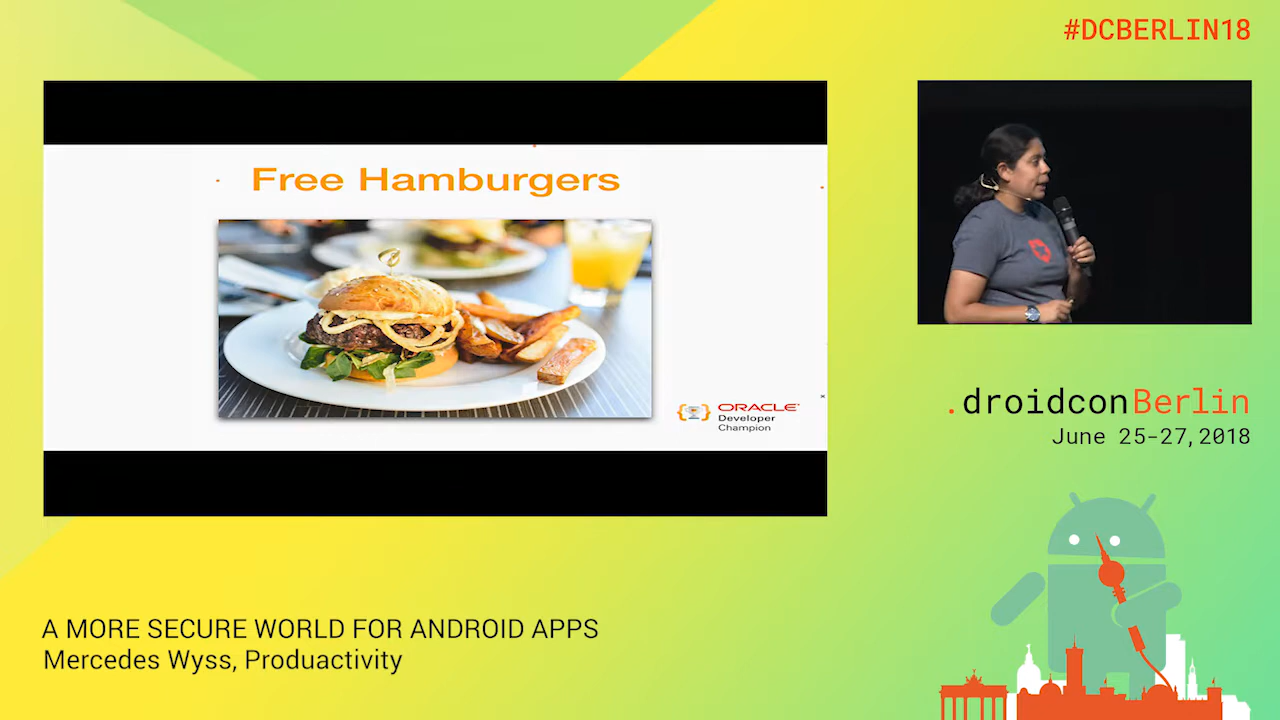 #DCBERLIN18
Free Hamburgers
ORACLE
Developer
Champion
.droidconBerlin
June 25-27, 2018
A MORE SECURE WORLD FOR ANDROID APPS
Mercedes Wyss, Produactivity